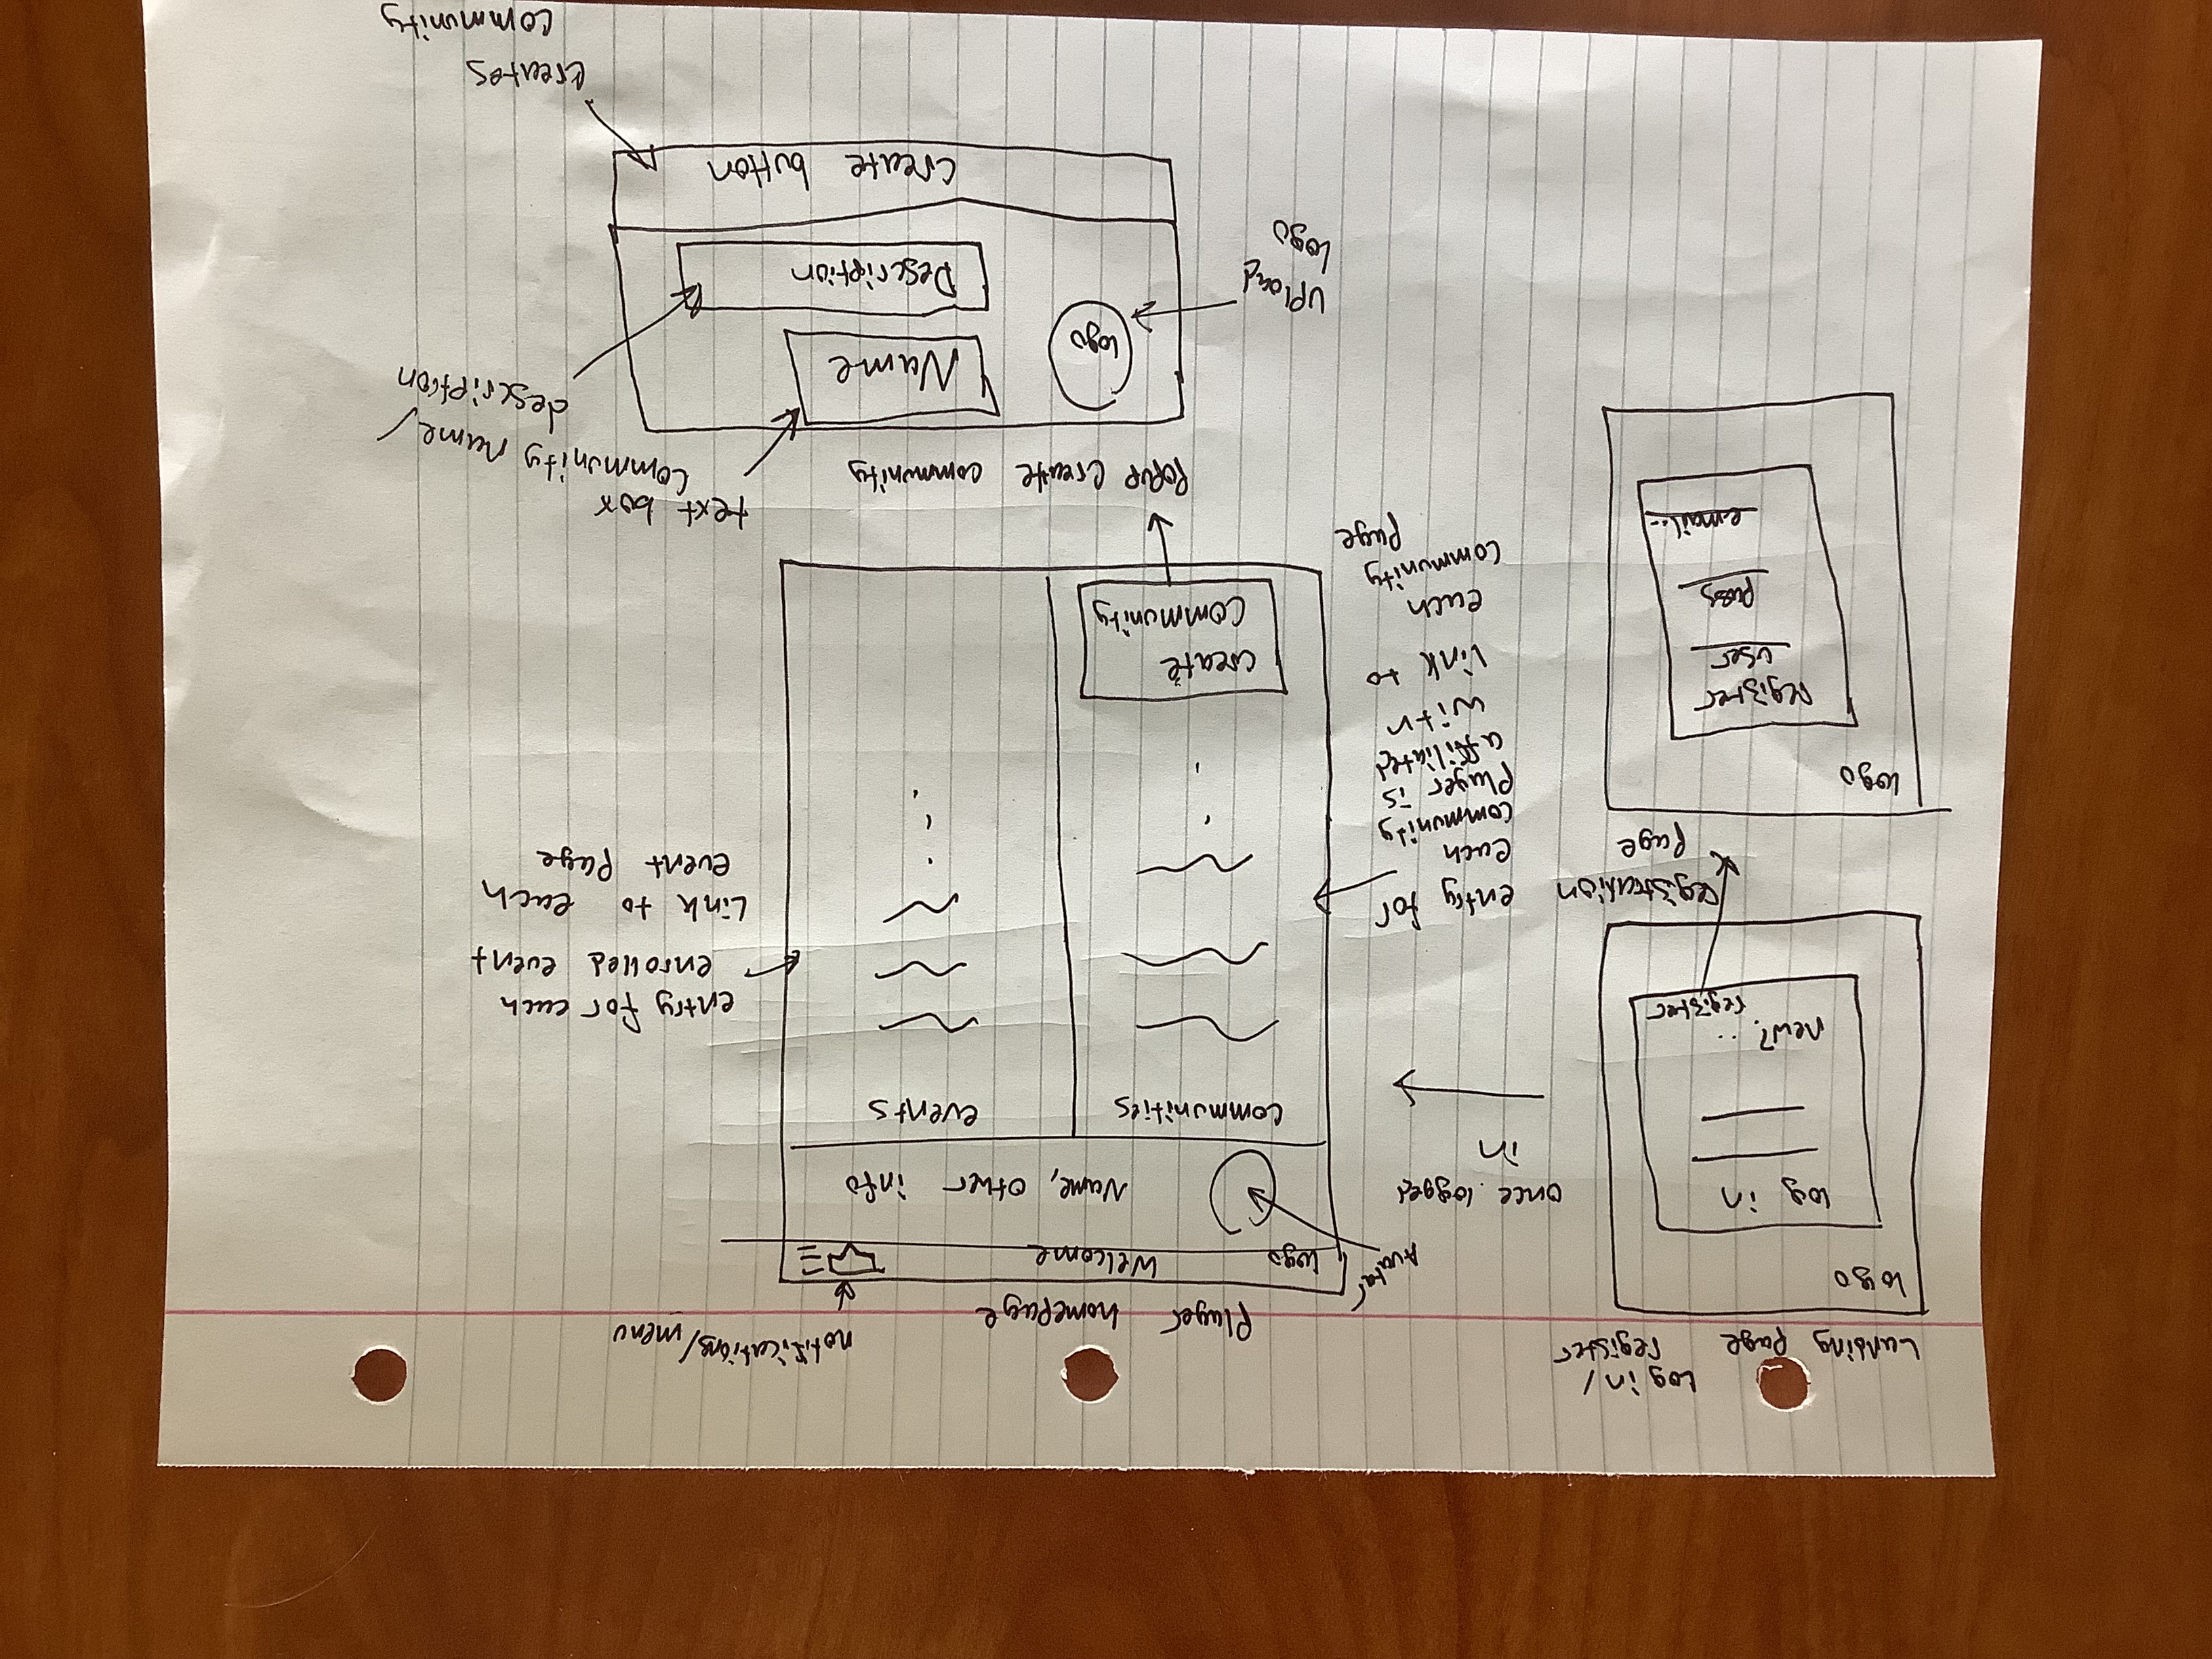 Landing page
Log in/
register
logo
log in
new? ..
register
registration
page
logo
register
user
pass
email..
once logged
in
Player homepage
notifications/menu
Avatar
logo
Welcome
Name, other info
communities
events
create
community
entry for
each
community
player is
affiliated
with
link to
each
community
page
entry for each
enrolled event
Link to each
event page
Popup create community
text box
community name/
description
logo
Name
Description
create button
upload
logo
creates
community